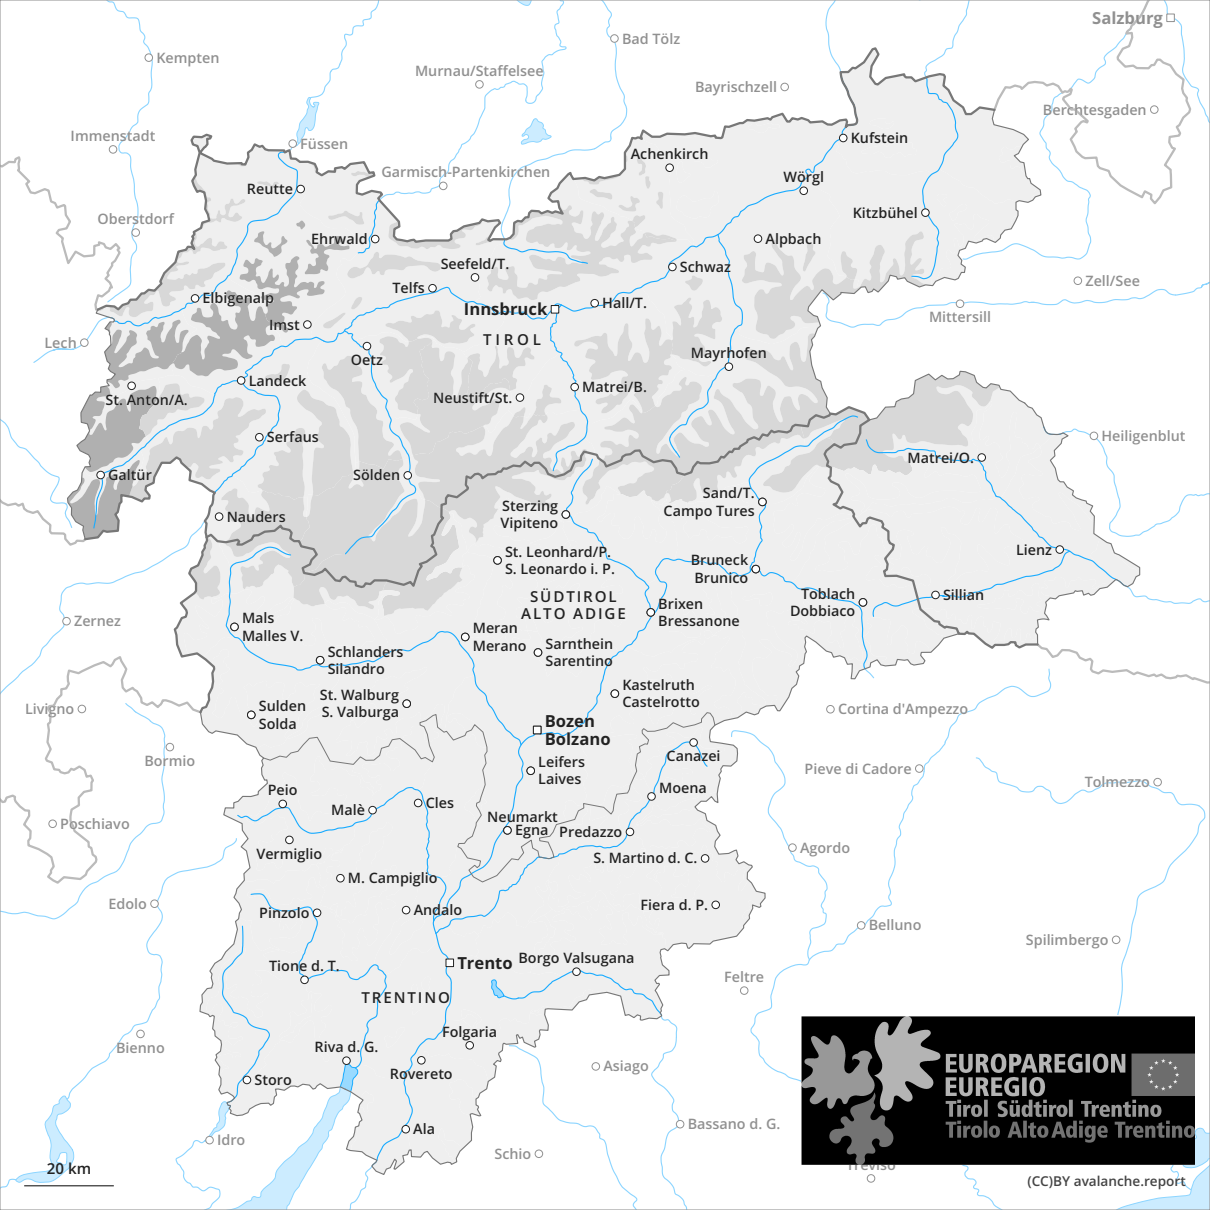 Salzburg
Bad Tölz
Kempten
Murnau/Staffelsee
Bayrischzell
Berchtesgaden
Immenstadt
Füssen
Kufstein
Achenkirch
Garmisch-Partenkirchen
Wörgl
Reutte
Oberstdorf
Kitzbühel
Ehrwald
Alpbach
Seefeld/T.
Schwaz
Zell/See
Telfs
Elbigenalp
Innsbruck
Hall/T.
Mittersill
Imst
TIROL
Lech
Oetz
Mayrhofen
Landeck
Matrei/B.
St. Anton/A.
Neustift/St.
Serfaus
Heiligenblut
Matrei/O.
Galtür
Sölden
Sand/T.
Campo Tures
Sterzing
Vipiteno
Nauders
St. Leonhard/P.
S. Leonardo i. P.
Lienz
Bruneck
Brunico
SÜDTIROL
ALTO ADIGE
Toblach
Dobbiaco
Sillian
Brixen
Bressanone
Zernez
Mals
Malles V.
Meran
Merano
Sarnthein
Sarentino
Schlanders
Silandro
Kastelruth
Castelrotto
St. Walburg
S. Valburga
Livigno
Sulden
Solda
Cortina d'Ampezzo
Bozen
Bolzano
Bormio
Canazei
Leifers
Laives
Pieve di Cadore
Tolmezzo
Peio
Moena
Malè
Cles
Neumarkt
Egna
Predazzo
Poschiavo
Vermiglio
S. Martino d. C.
Agordo
M. Campiglio
Edolo
Pinzolo
Andalo
Fiera d. P.
Belluno
Spilimbergo
Trento
Borgo Valsugana
Tione d. T.
Feltre
TRENTINO
Folgaria
Bienno
Riva d. G.
Rovereto
Asiago
Storo
EUROPAREGION
EUREGIO
Tirol Südtirol Trentino
Tirolo Alto Adige Trentino
Ala
Idro
Bassano d. G.
Schio
Treviso
20 km
(CC)BY avalanche.report